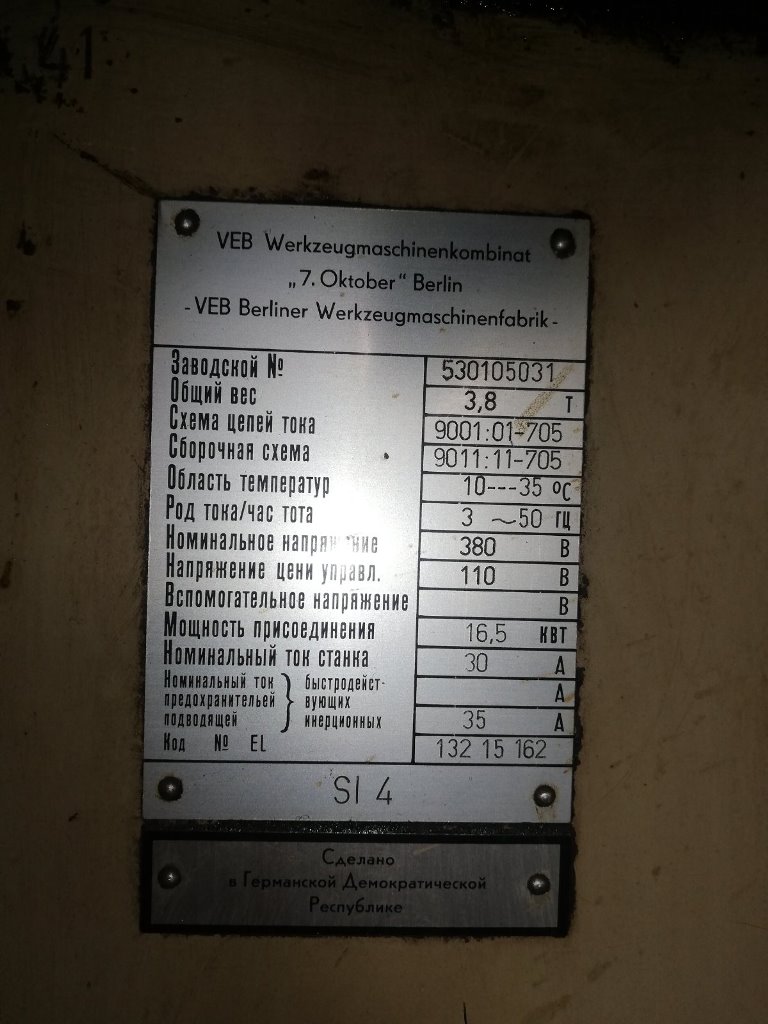 41
VEB Werkzeugmaschinenkombinat
„7. Oktober“ Berlin
- VEB Berliner Werkzeugmaschinenfabrik -
Заводской № 530105031
Общий вес 3,8 Т
Схема цепей тока 9001:01-705
Сборочная схема 9011:11-705
Область температур 10---35 °C
Род тока/час тота 3 ~50 ГЦ
Номинальное напряжение 380 В
Напряжение цени управл. 110 В
Вспомогательное напряжение В
Мощность присоединения 16,5 КВТ
Номинальный ток станка 30 А
Номинальный ток } быстродейст- А
предохранительей вующих
подводящей инерционных 35 А
Код № EL 132 15 162
SI 4
Сделано
в Германской Демократической
Республике